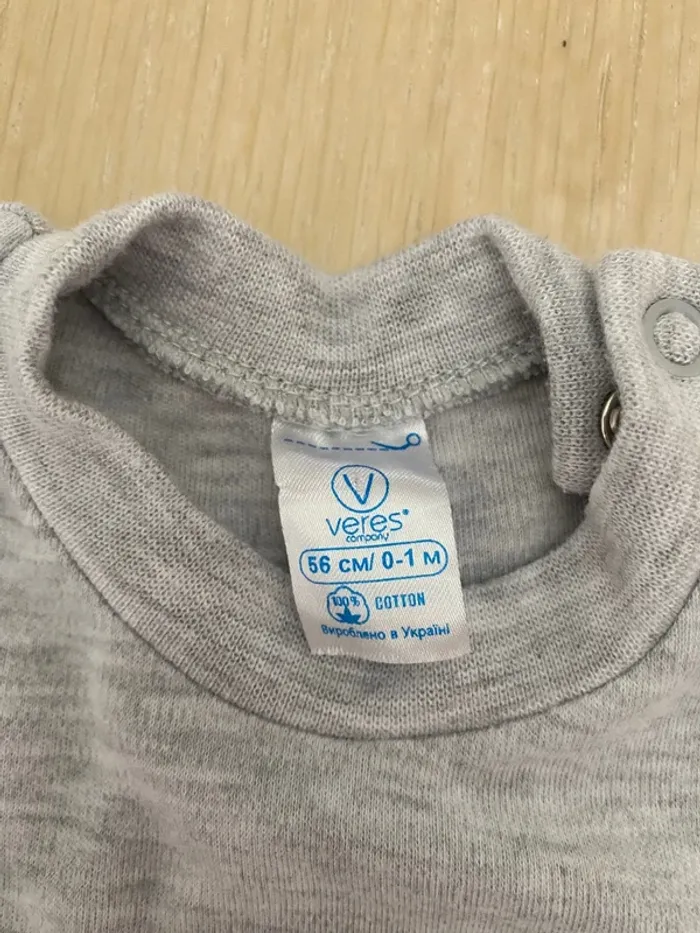 V
veres®
company
56 см/ 0-1 м
100% COTTON
Вироблено в Україні